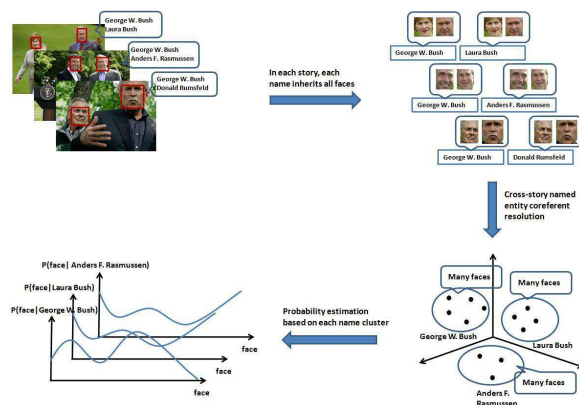 George W. Bush
Laura Bush
George W. Bush
Anders F. Rasmussen
George W. Bush
Donald Rumsfeld
In each story, each
name inherits all faces
George W. Bush
Laura Bush
George W. Bush
Anders F. Rasmussen
George W. Bush
Donald Rumsfeld
Cross-story named
entity coreferent
resolution
Many faces
Many faces
George W. Bush
Laura Bush
Many faces
Anders F.
Rasmussen
Probability estimation
based on each name cluster
P(face| Anders F. Rasmussen)
P(face|Laura Bush)
P(face|George W. Bush)
face
face
face